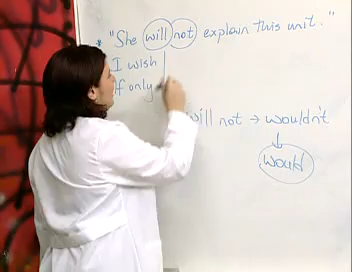 * "She will not explain this unit."
I wish
If only
will not → wouldn't
↓
would